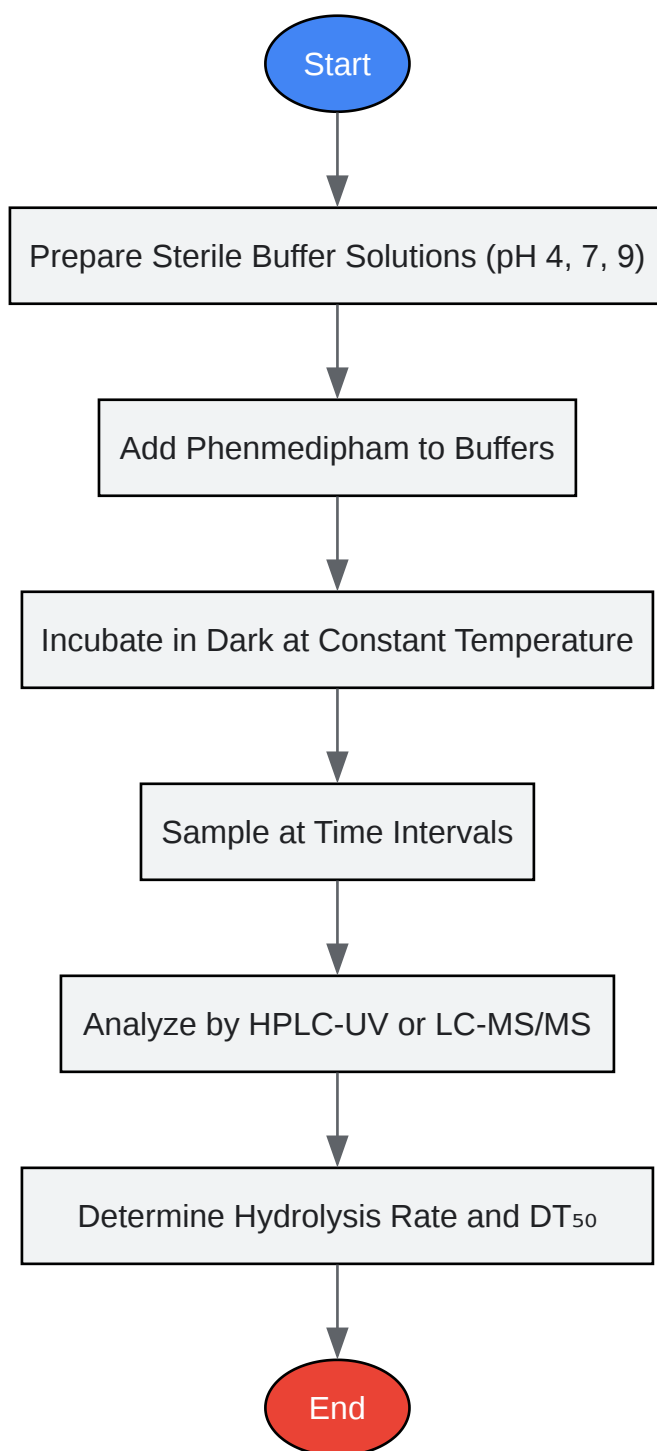 Start
Prepare Sterile Buffer Solutions (pH 4, 7, 9)
Add Phenmedipham to Buffers
Incubate in Dark at Constant Temperature
Sample at Time Intervals
Analyze by HPLC-UV or LC-MS/MS
Determine Hydrolysis Rate and DT₅₀
End